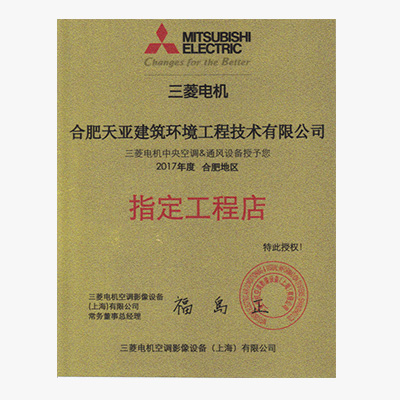 MITSUBISHI
ELECTRIC
Changes for the Better
三菱电机
合肥天亚建筑环境工程技术有限公司
三菱电机中央空调&通风设备授予您
2017年度 合肥地区
指定工程店
特此授权!
三菱电机空调影像设备
(上海)有限公司
常务董事总经理
福島正
三菱电机空调影像设备（上海）有限公司